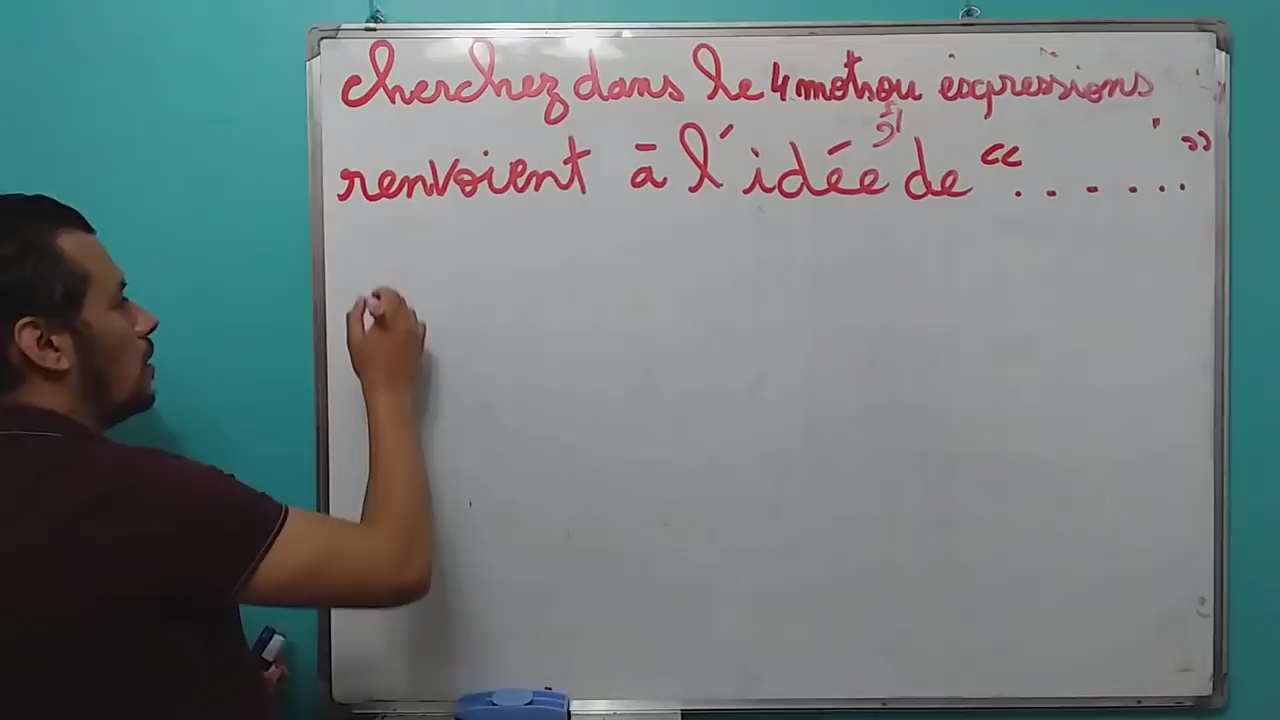 cherchez dans le 4 mots ou expressions
renvoient à l'idée de "......"